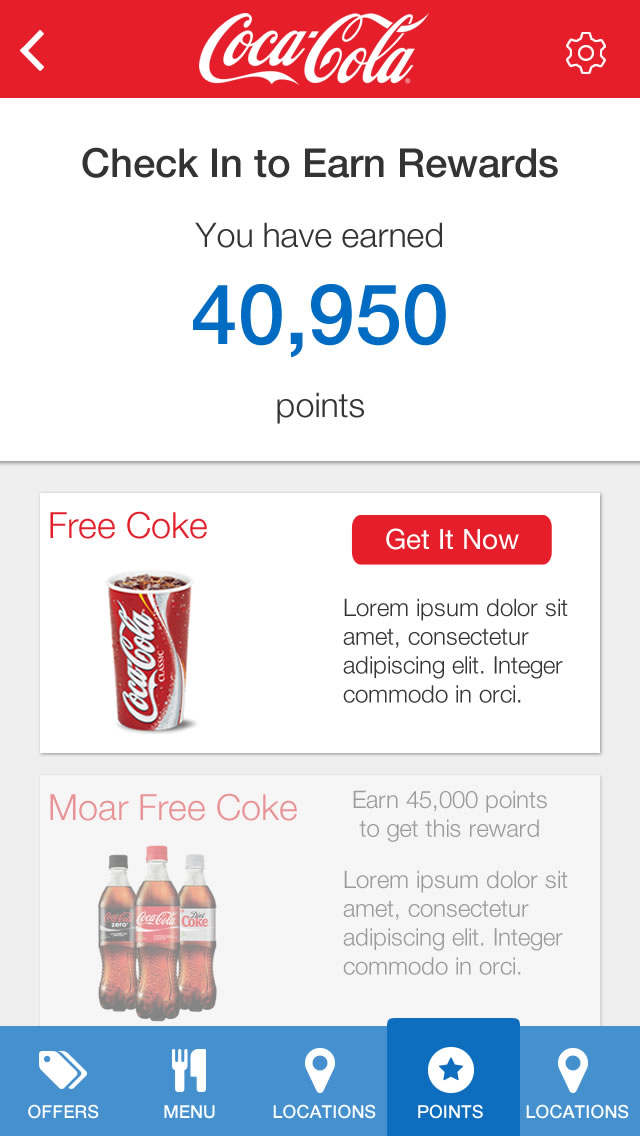 Coca-Cola
Check In to Earn Rewards
You have earned
40,950
points
Free Coke
Get It Now
Coca-Cola
CLASSIC
Lorem ipsum dolor sit
amet, consectetur
adipiscing elit. Integer
commodo in orci.
Moar Free Coke
Earn 45,000 points
to get this reward
Coca-Cola
zero
Coca-Cola
Diet
Coke
Lorem ipsum dolor sit
amet, consectetur
adipiscing elit. Integer
commodo in orci.
OFFERS
MENU
LOCATIONS
POINTS
LOCATIONS